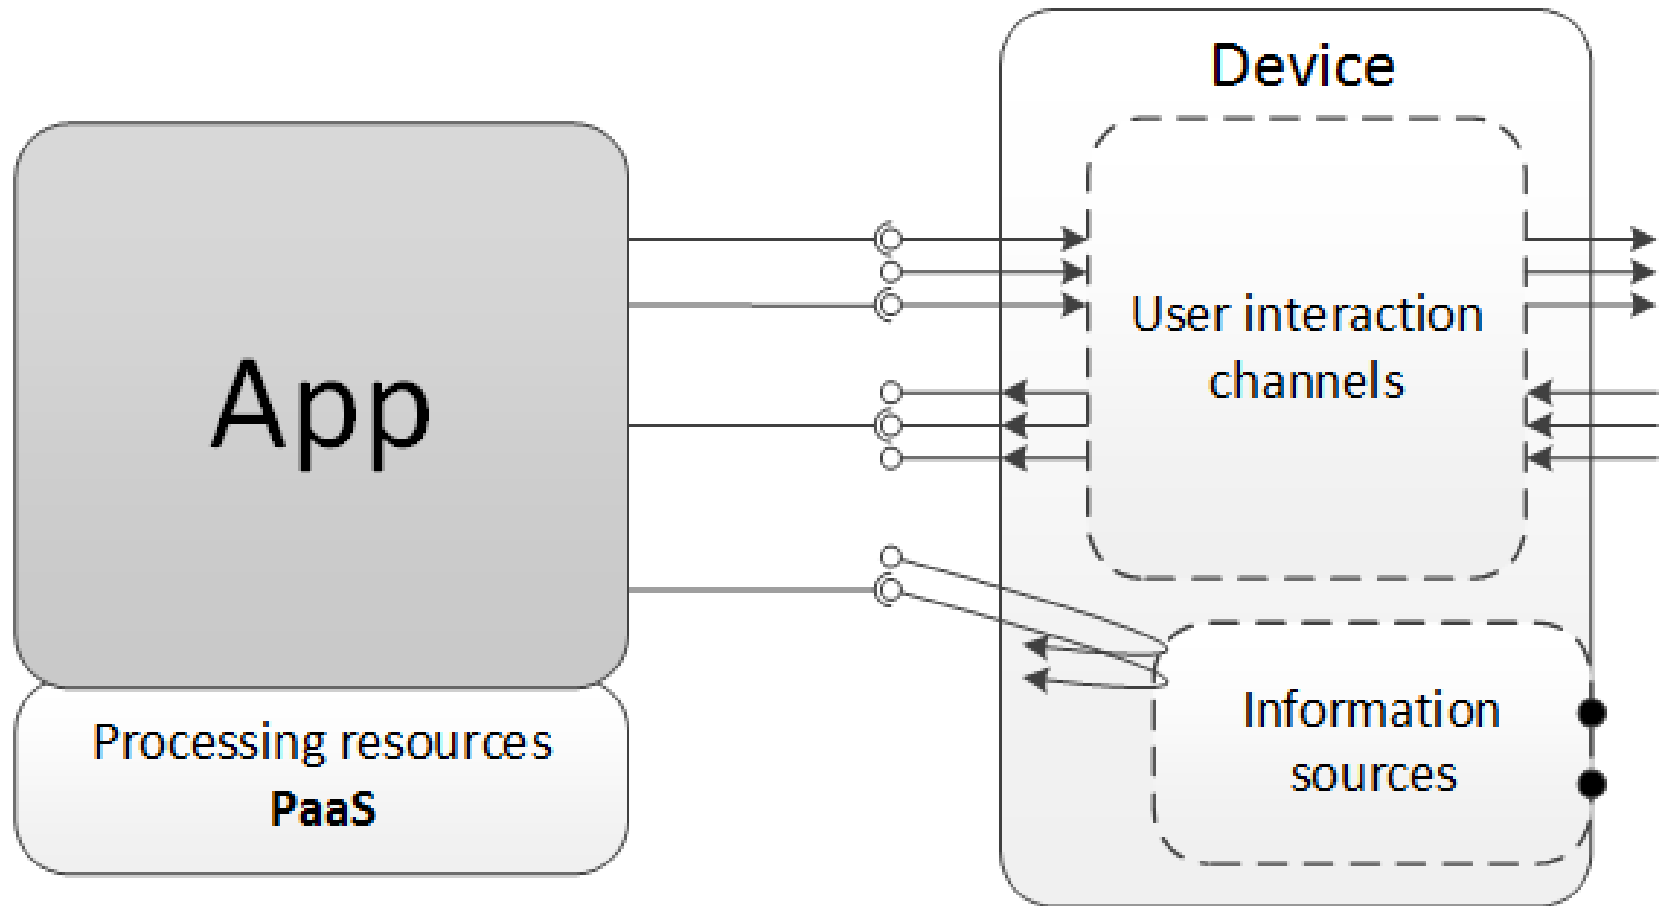 Device
User interaction
channels
App
Information
sources
Processing resources
PaaS